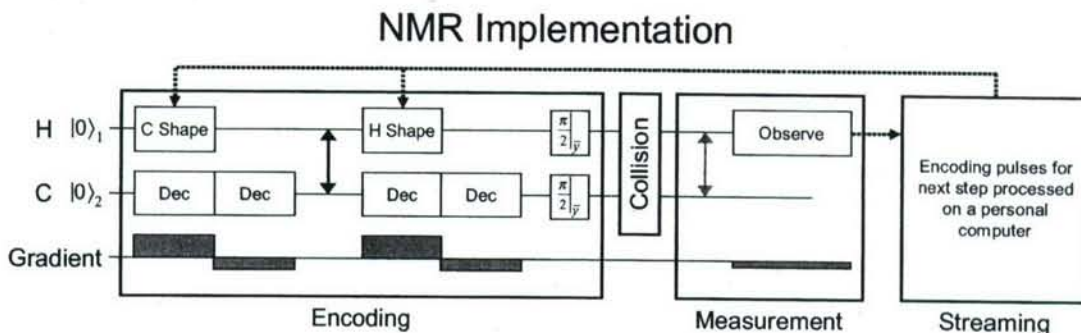 NMR Implementation
H |0⟩₁ C Shape H Shape π/2|ȳ Collision Observe
C |0⟩₂ Dec Dec Dec Dec π/2|ȳ
Encoding pulses for
next step processed
on a personal
computer
Gradient
Encoding Measurement Streaming